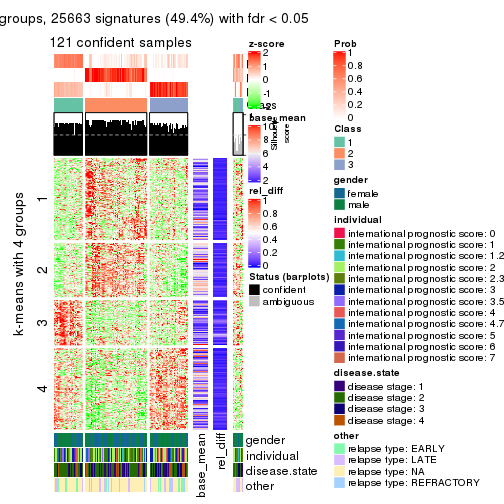 groups, 25663 signatures (49.4%) with fdr < 0.05
121 confident samples
k-means with 4 groups
1
2
3
4
base_mean
rel_diff
gender
individual
disease.state
other
z-score
2
1
0
-1
-2
base_mean
10
8
6
4
2
rel_diff
1
0.8
0.6
0.4
0.2
0
Status (barplots)
confident
ambiguous
Silhouette
score
Prob
1
0.8
0.6
0.4
0.2
0
Class
1
2
3
gender
female
male
individual
international prognostic score: 0
international prognostic score: 1
international prognostic score: 1.2
international prognostic score: 2
international prognostic score: 2.3
international prognostic score: 3
international prognostic score: 3.5
international prognostic score: 4
international prognostic score: 4.7
international prognostic score: 5
international prognostic score: 6
international prognostic score: 7
disease.state
disease stage: 1
disease stage: 2
disease stage: 3
disease stage: 4
other
relapse type: EARLY
relapse type: LATE
relapse type: NA
relapse type: REFRACTORY